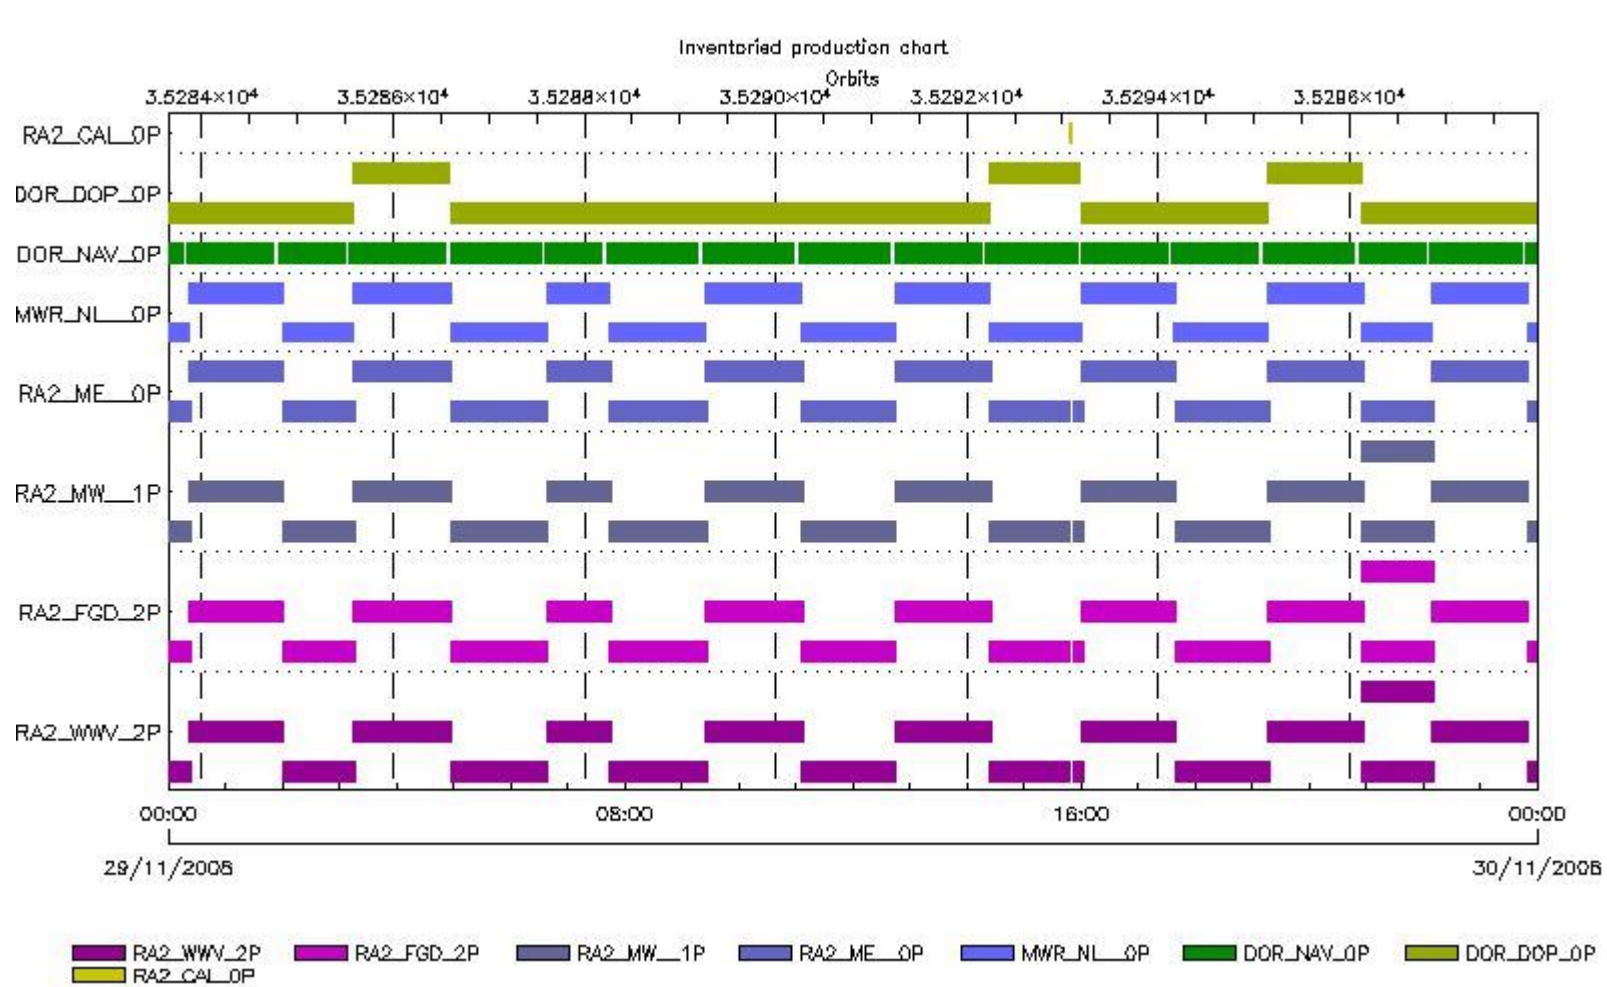 Inventoried production chart
Orbits
3.5284×10⁴ 3.5286×10⁴ 3.5288×10⁴ 3.5290×10⁴ 3.5292×10⁴ 3.5294×10⁴ 3.5296×10⁴
RA2_CAL_0P
DOR_DOP_0P
DOR_NAV_0P
MWR_NL__0P
RA2_ME__0P
RA2_MW__1P
RA2_FGD_2P
RA2_WWV_2P
00:00 08:00 16:00 00:00
29/11/2008 30/11/2008
RA2_WWV_2P RA2_FGD_2P RA2_MW__1P RA2_ME__0P MWR_NL__0P DOR_NAV_0P DOR_DOP_0P
RA2_CAL_0P